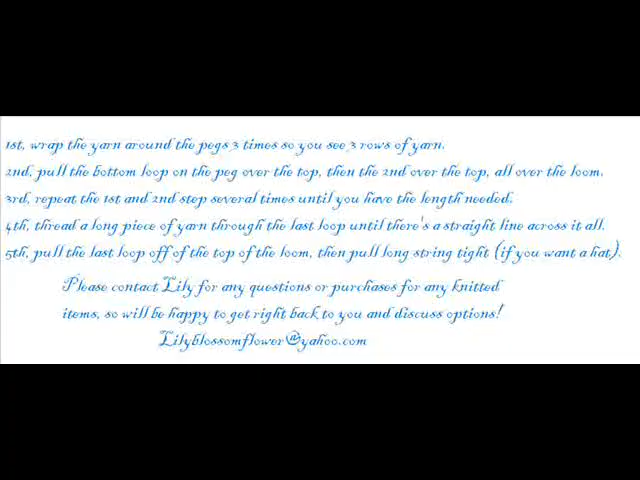 1st, wrap the yarn around the pegs 3 times so you see 3 rows of yarn.
2nd, pull the bottom loop on the peg over the top, then the 2nd over the top, all over the loom.
3rd, repeat the 1st and 2nd step several times until you have the length needed.
4th, thread a long piece of yarn through the last loop until there's a straight line across it all.
5th, pull the last loop off of the top of the loom, then pull long string tight (if you want a hat).
Please contact Lily for any questions or purchases for any knitted
items, so will be happy to get right back to you and discuss options!
Lilyblossomflower@yahoo.com